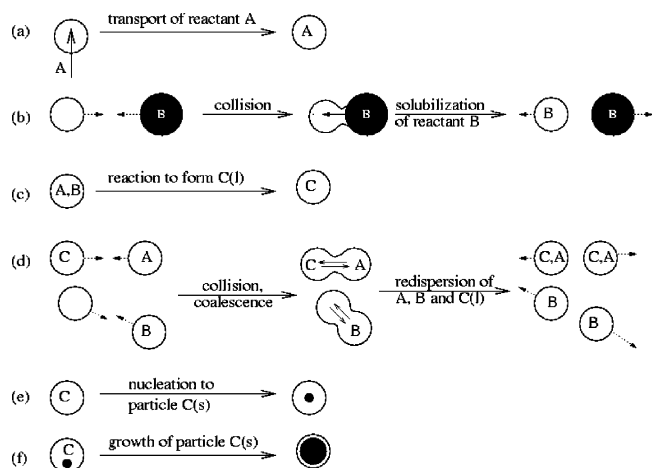 (a) transport of reactant A
A A
(b) B collision B solubilization of reactant B B B
(c) A,B reaction to form C(l) C
(d) C A C A C,A C,A
collision, coalescence redispersion of A, B and C(l)
B B B B
(e) C nucleation to particle C(s)
(f) C growth of particle C(s)